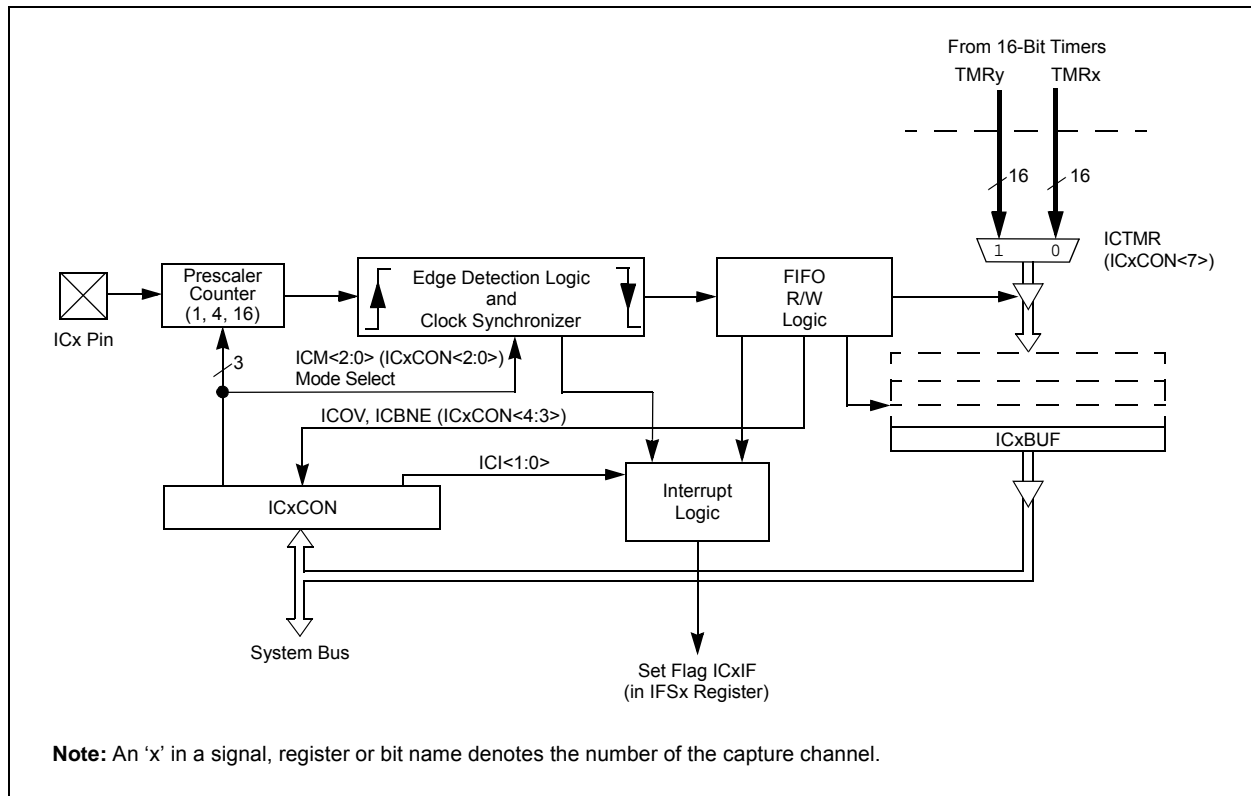 From 16-Bit Timers
TMRy TMRx
16 16
1 0
ICTMR
(ICxCON<7>)
Prescaler
Counter
(1, 4, 16)
Edge Detection Logic
and
Clock Synchronizer
FIFO
R/W
Logic
ICx Pin
3
ICM<2:0> (ICxCON<2:0>)
Mode Select
ICOV, ICBNE (ICxCON<4:3>)
ICxBUF
ICI<1:0>
Interrupt
Logic
ICxCON
System Bus
Set Flag ICxIF
(in IFSx Register)
Note: An ‘x’ in a signal, register or bit name denotes the number of the capture channel.